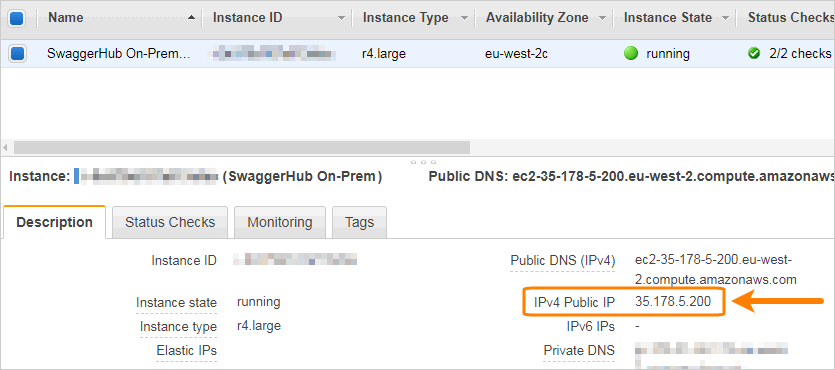 Name Instance ID Instance Type Availability Zone Instance State Status Checks
SwaggerHub On-Prem... r4.large eu-west-2c running 2/2 checks
Instance: (SwaggerHub On-Prem) Public DNS: ec2-35-178-5-200.eu-west-2.compute.amazonaws
Description Status Checks Monitoring Tags
Instance ID Public DNS (IPv4) ec2-35-178-5-200.eu-west-
2.compute.amazonaws.com
Instance state running IPv4 Public IP 35.178.5.200
Instance type r4.large IPv6 IPs -
Elastic IPs Private DNS